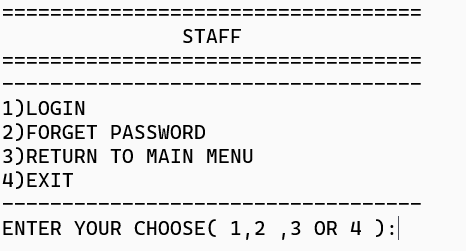 ===================================
STAFF
===================================
-----------------------------------
1)LOGIN
2)FORGET PASSWORD
3)RETURN TO MAIN MENU
4)EXIT
-----------------------------------
ENTER YOUR CHOOSE( 1,2 ,3 OR 4 ):